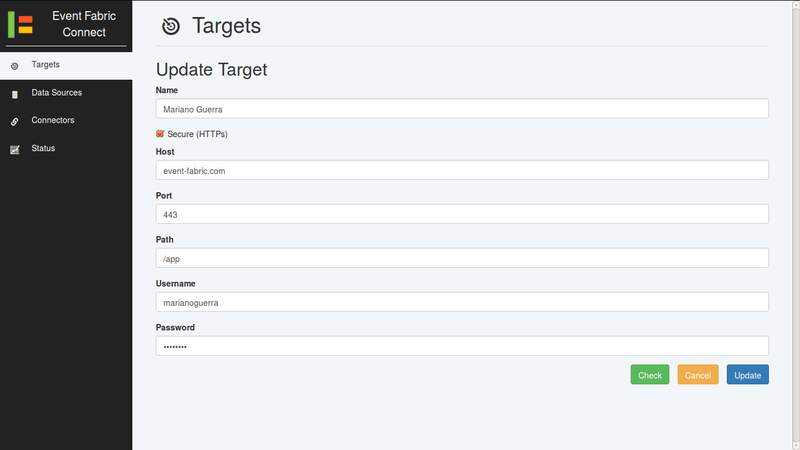 Event Fabric
Connect
Targets
Data Sources
Connectors
Status
Targets
Update Target
Name
Mariano Guerra
Secure (HTTPs)
Host
event-fabric.com
Port
443
Path
/app
Username
marianoguerra
Password
••••••••
Check Cancel Update